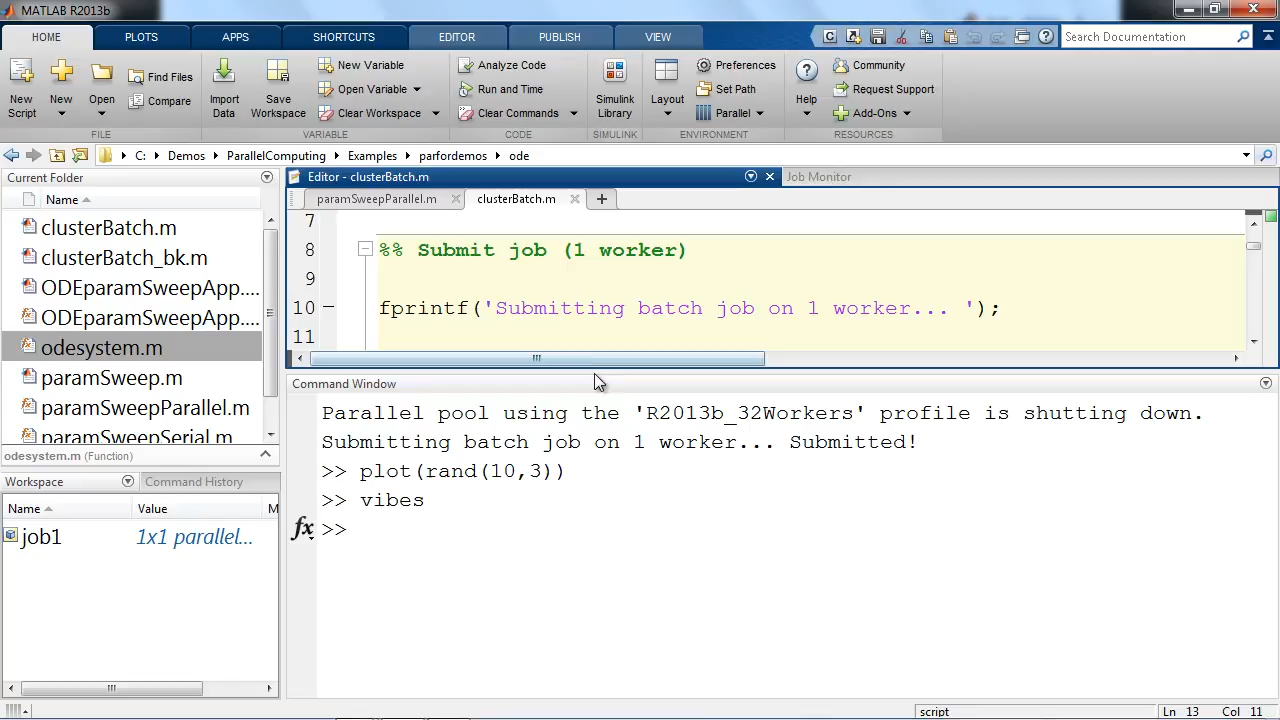 MATLAB R2013b
HOME PLOTS APPS SHORTCUTS EDITOR PUBLISH VIEW Search Documentation
New Script
New
Open
Find Files
Compare
Import Data
Save Workspace
New Variable
Open Variable
Clear Workspace
Analyze Code
Run and Time
Clear Commands
Simulink Library
Layout
Preferences
Set Path
Parallel
Help
Community
Request Support
Add-Ons
FILE VARIABLE CODE SIMULINK ENVIRONMENT RESOURCES
C: Demos ParallelComputing Examples parfordemos ode
Current Folder
Name
clusterBatch.m
clusterBatch_bk.m
ODEparamSweepApp....
ODEparamSweepApp....
odesystem.m
paramSweep.m
paramSweepParallel.m
paramSweepSerial.m
odesystem.m (Function)
Workspace Command History
Name Value M
job1 1x1 parallel...
Editor - clusterBatch.m Job Monitor
paramSweepParallel.m clusterBatch.m
7
8 %% Submit job (1 worker)
9
10 fprintf('Submitting batch job on 1 worker... ');
11
Command Window
Parallel pool using the 'R2013b_32Workers' profile is shutting down.
Submitting batch job on 1 worker... Submitted!
>> plot(rand(10,3))
>> vibes
fx >>
script Ln 13 Col 11